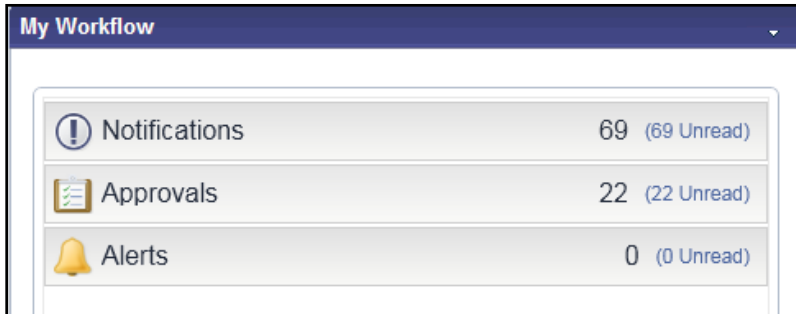 My Workflow
Notifications 69 (69 Unread)
Approvals 22 (22 Unread)
Alerts 0 (0 Unread)